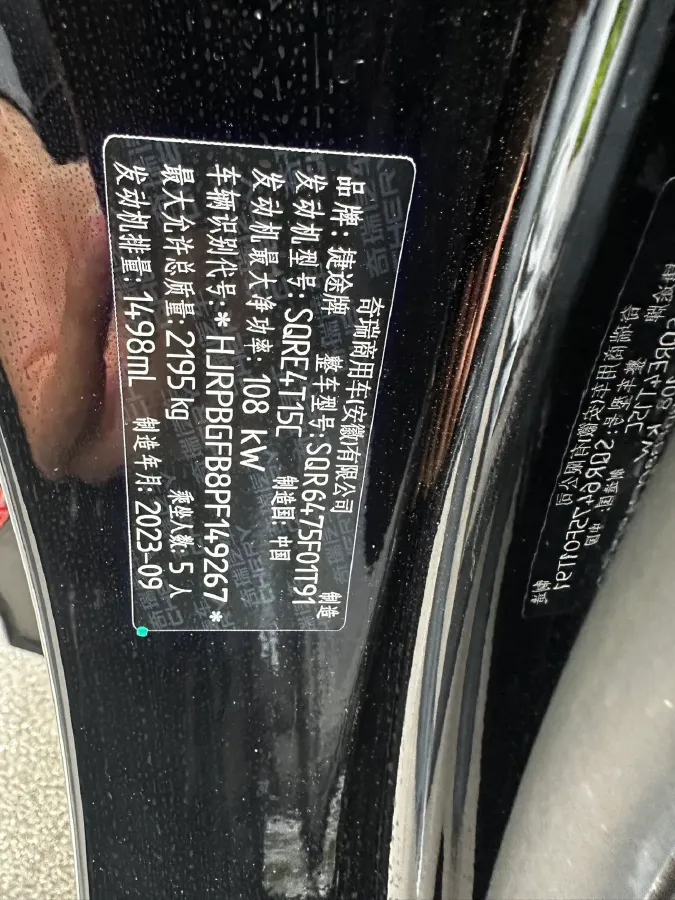 奇瑞商用车(安徽)有限公司 制造
品牌:捷途牌 整车型号:SQR6475F01T91
发动机型号:SQRE4T15C 制造国:中国
发动机最大净功率:108 kW
车辆识别代号:*HJRPBGFB8PF149267*
最大允许总质量:2195 kg 乘坐人数:5 人
发动机排量:1498mL 制造年月:2023-09